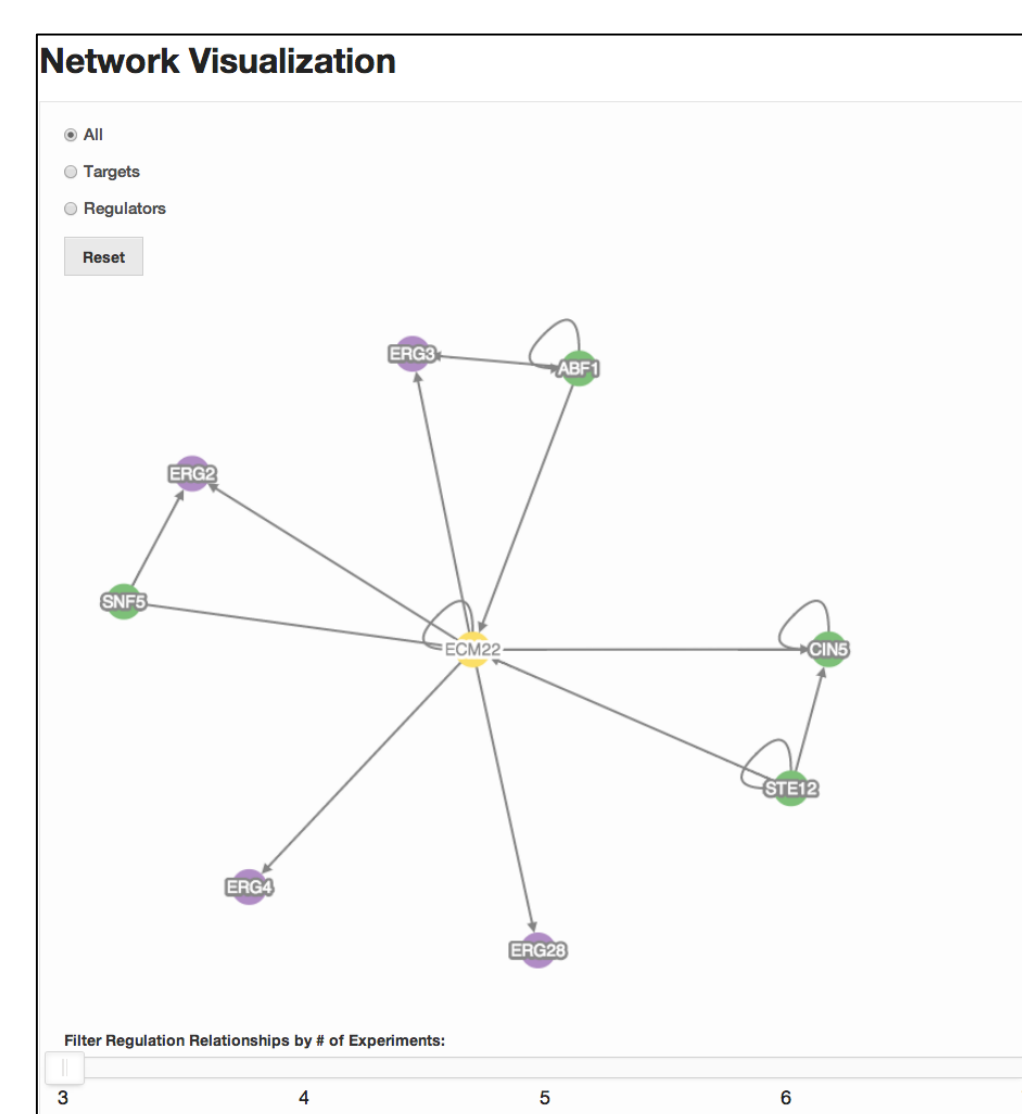 Network Visualization
All
Targets
Regulators
Reset
ERG3
ABF1
ERG2
SNF5
ECM22
CIN5
STE12
ERG4
ERG28
Filter Regulation Relationships by # of Experiments:
3 4 5 6